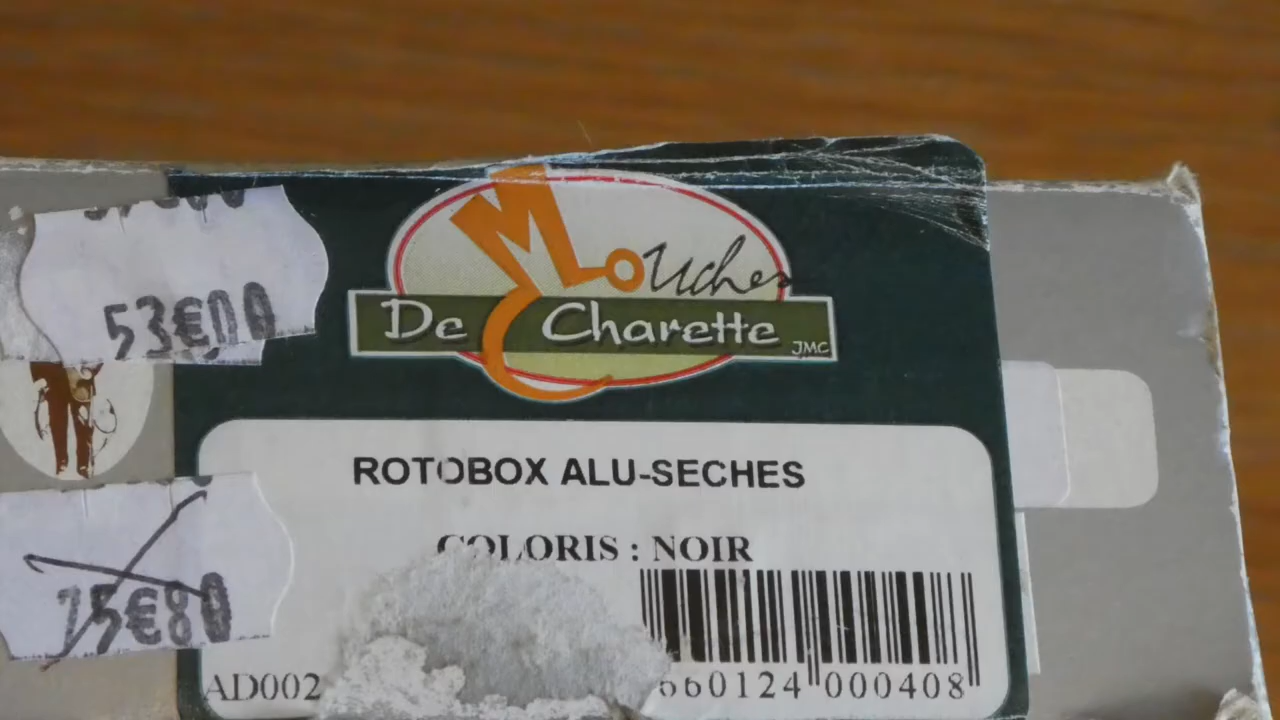 53€00
Mouches
De Charette
JMC
ROTOBOX ALU-SECHES
COLORIS : NOIR
75€80
AD002
660124 000408